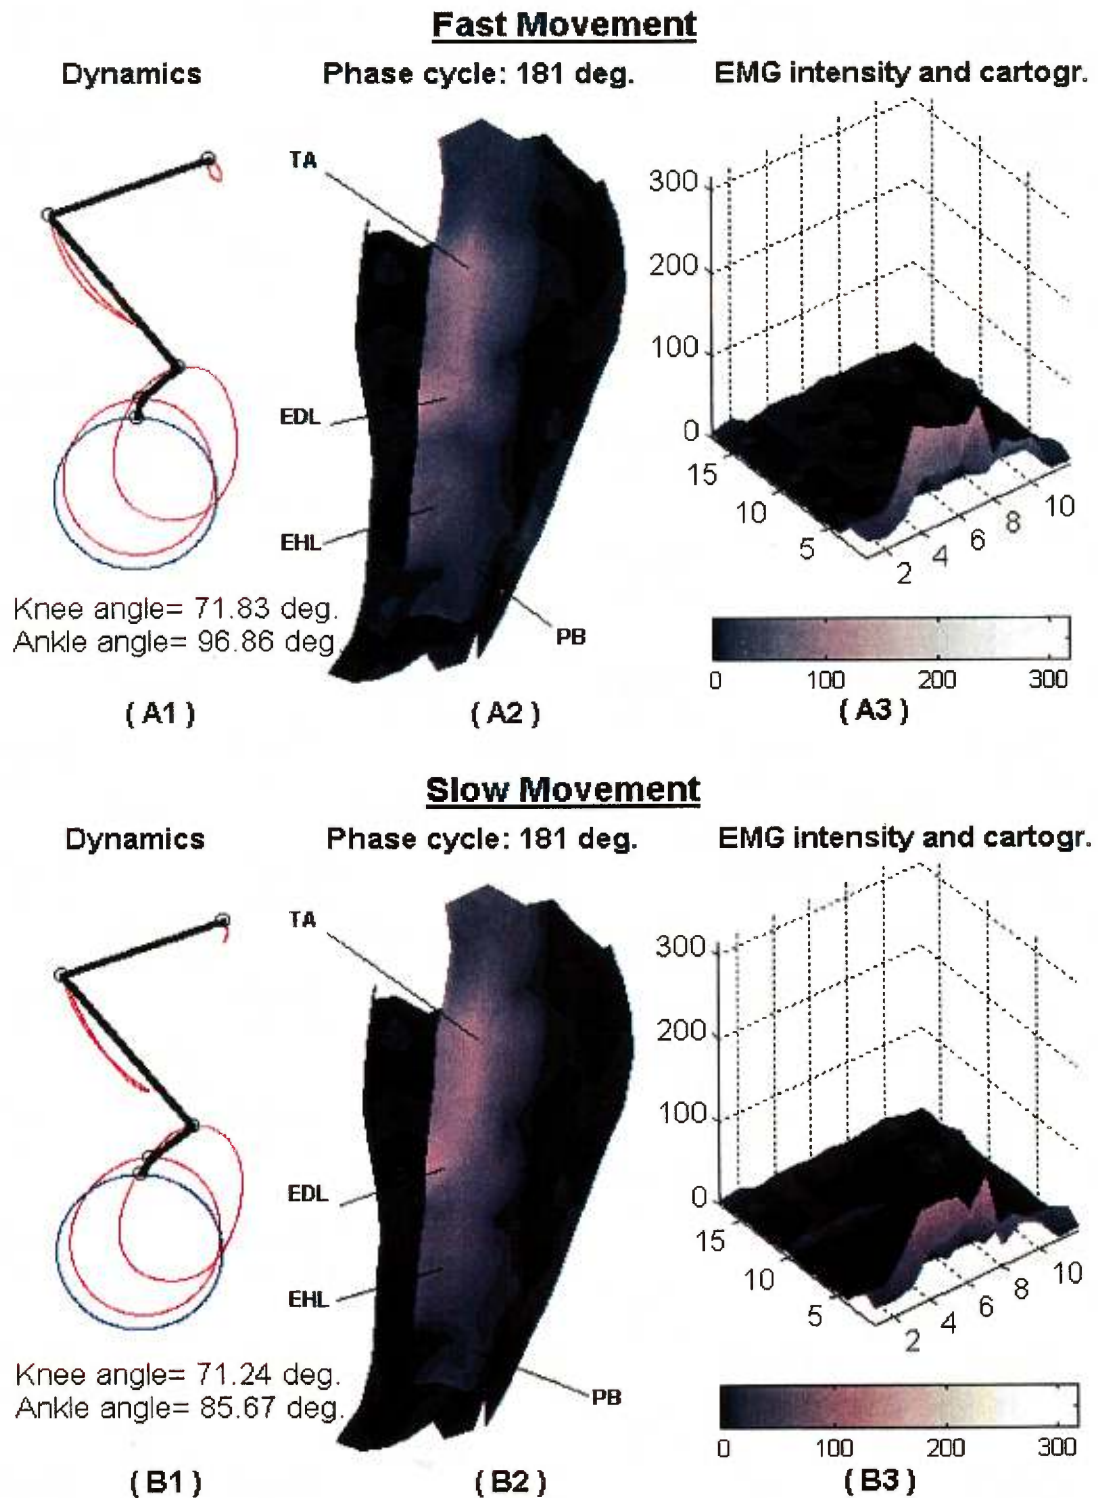 Fast Movement
Dynamics
Phase cycle: 181 deg.
EMG intensity and cartogr.
TA
EDL
EHL
PB
300
200
100
0
15
10
5
2
4
6
8
10
Knee angle= 71.83 deg.
Ankle angle= 96.86 deg.
0 100 200 300
( A1 )
( A2 )
( A3 )
Slow Movement
Dynamics
Phase cycle: 181 deg.
EMG intensity and cartogr.
TA
EDL
EHL
PB
300
200
100
0
15
10
5
2
4
6
8
10
Knee angle= 71.24 deg.
Ankle angle= 85.67 deg.
0 100 200 300
( B1 )
( B2 )
( B3 )